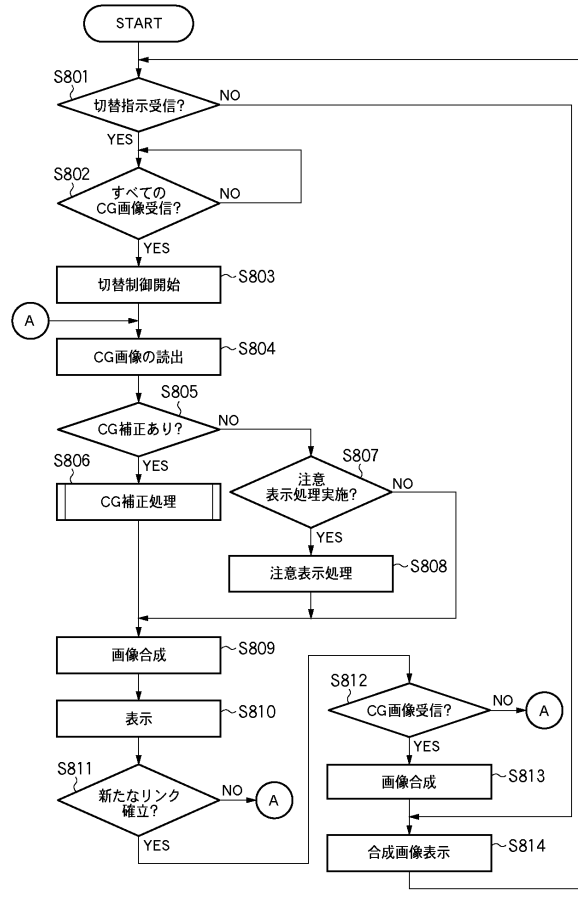 START
S801
切替指示受信?
NO
YES
S802
すべての
CG画像受信?
NO
YES
切替制御開始
S803
A
CG画像の読出
S804
S805
CG補正あり?
NO
YES
S806
CG補正処理
S807
注意
表示処理実施?
NO
YES
注意表示処理
S808
画像合成
S809
表示
S810
S811
新たなリンク
確立?
NO
A
YES
S812
CG画像受信?
NO
A
YES
画像合成
S813
合成画像表示
S814